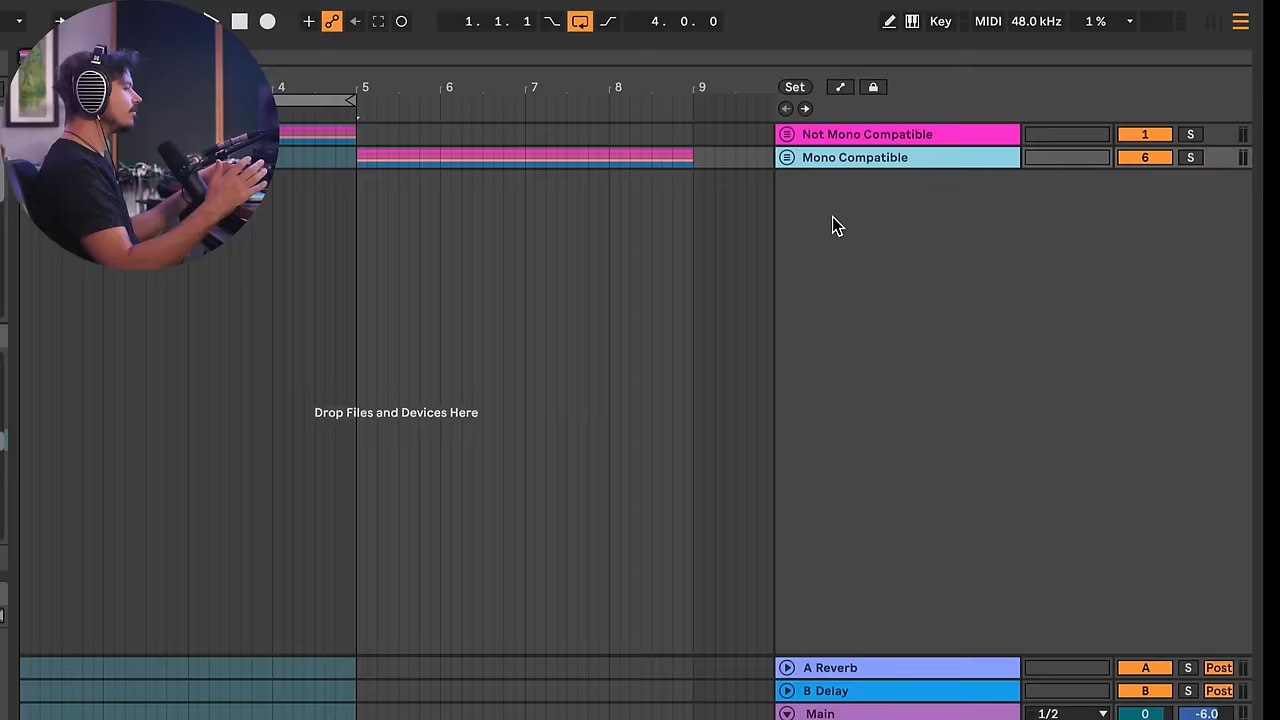 1. 1. 1 4. 0. 0 Key MIDI 48.0 kHz 1 %
4 5 6 7 8 9 Set
Not Mono Compatible 1 S
Mono Compatible 6 S
Drop Files and Devices Here
A Reverb A S Post
B Delay B S Post
Main 1/2 0 -6.0